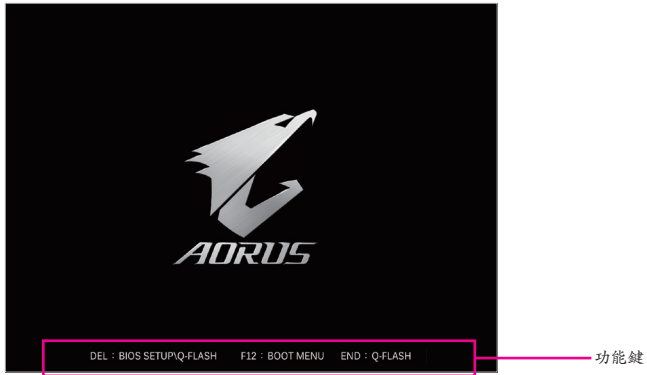 AORUS
DEL : BIOS SETUP\Q-FLASH F12 : BOOT MENU END : Q-FLASH
功能鍵